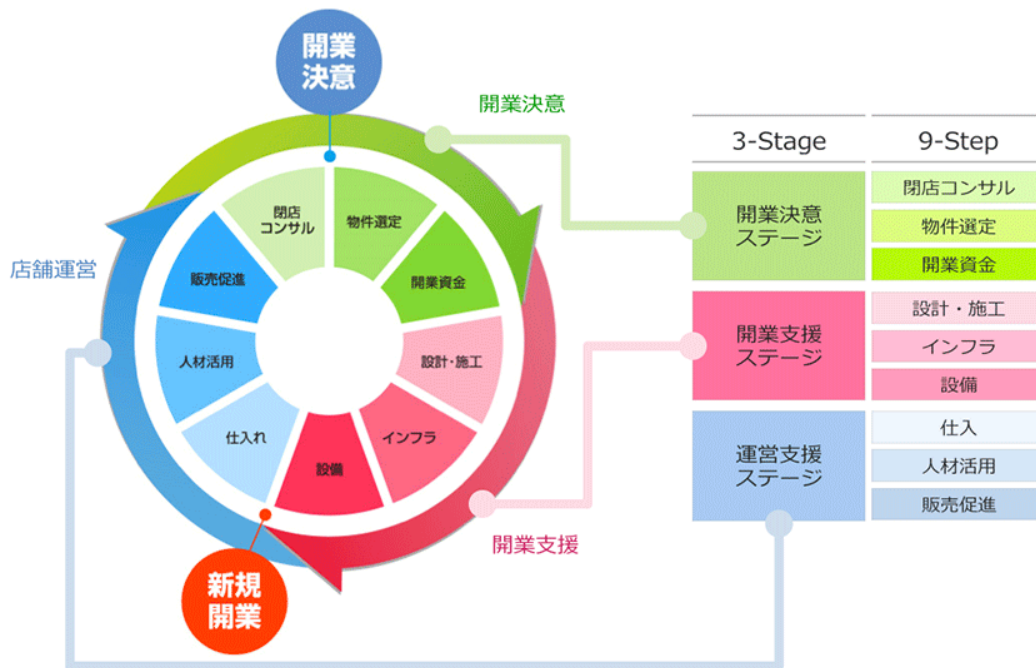 開業
決意
開業決意
店舗運営
閉店
コンサル
物件選定
販売促進
開業資金
人材活用
設計・施工
仕入れ
インフラ
設備
開業支援
新規
開業
3-Stage
9-Step
開業決意
ステージ
閉店コンサル
物件選定
開業資金
開業支援
ステージ
設計・施工
インフラ
設備
運営支援
ステージ
仕入
人材活用
販売促進